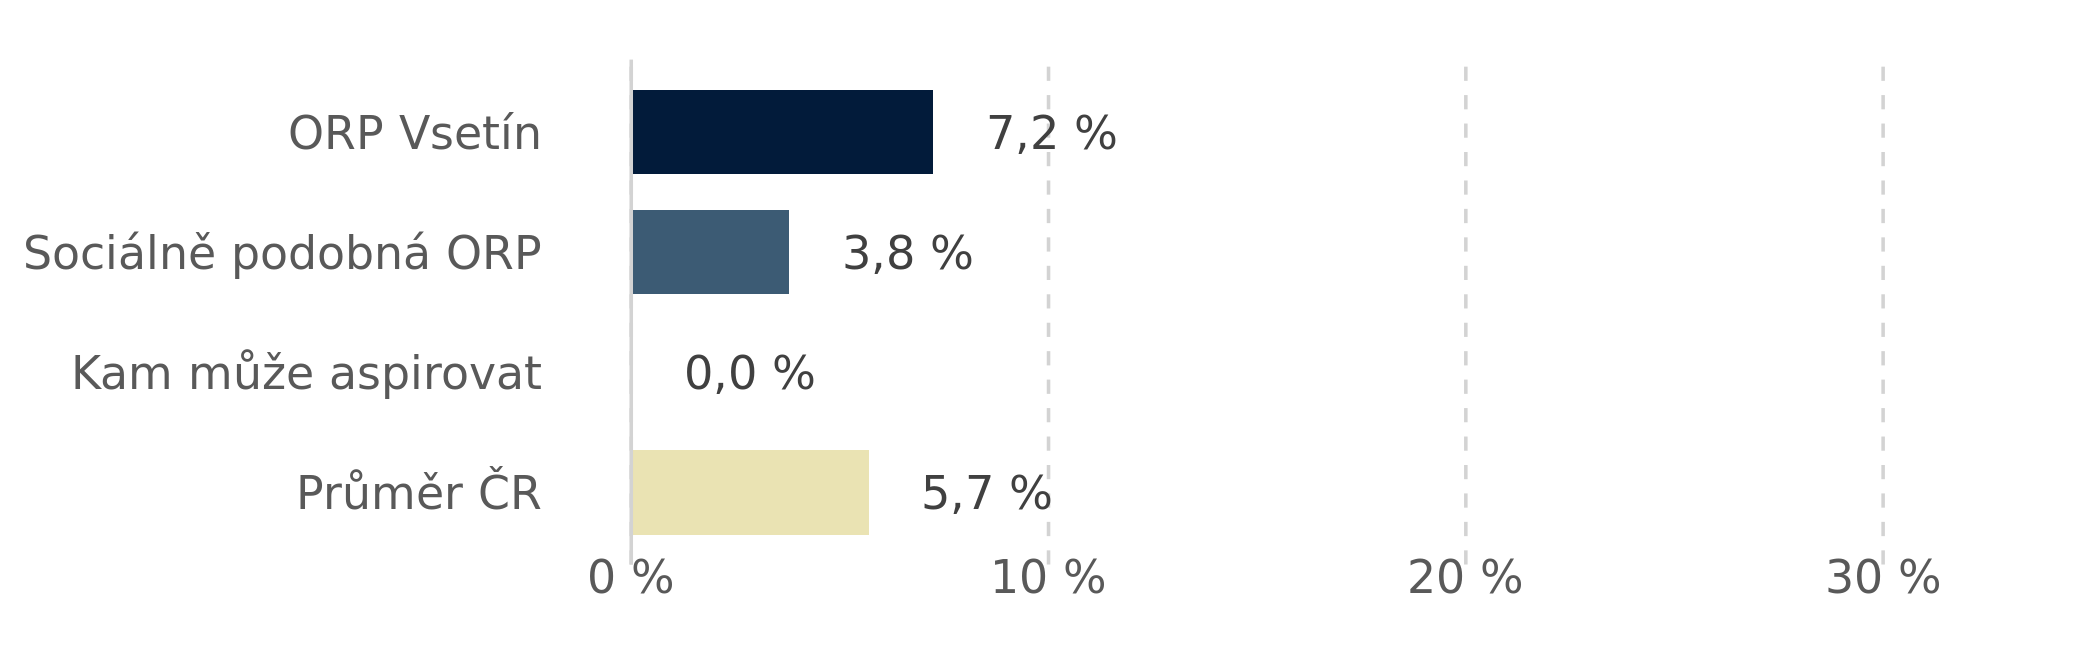 ORP Vsetín 7,2 %
Sociálně podobná ORP 3,8 %
Kam může aspirovat 0,0 %
Průměr ČR 5,7 %
0 % 10 % 20 % 30 %